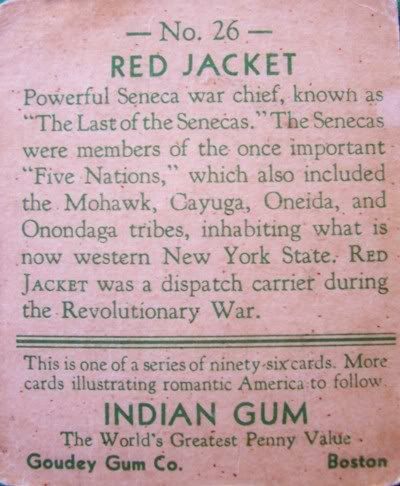 — No. 26 —
RED JACKET
Powerful Seneca war chief, known as
"The Last of the Senecas." The Senecas
were members of the once important
"Five Nations," which also included
the Mohawk, Cayuga, Oneida, and
Onondaga tribes, inhabiting what is
now western New York State. RED
JACKET was a dispatch carrier during
the Revolutionary War.
This is one of a series of ninety-six cards. More
cards illustrating romantic America to follow
INDIAN GUM
The World's Greatest Penny Value
Goudey Gum Co. Boston